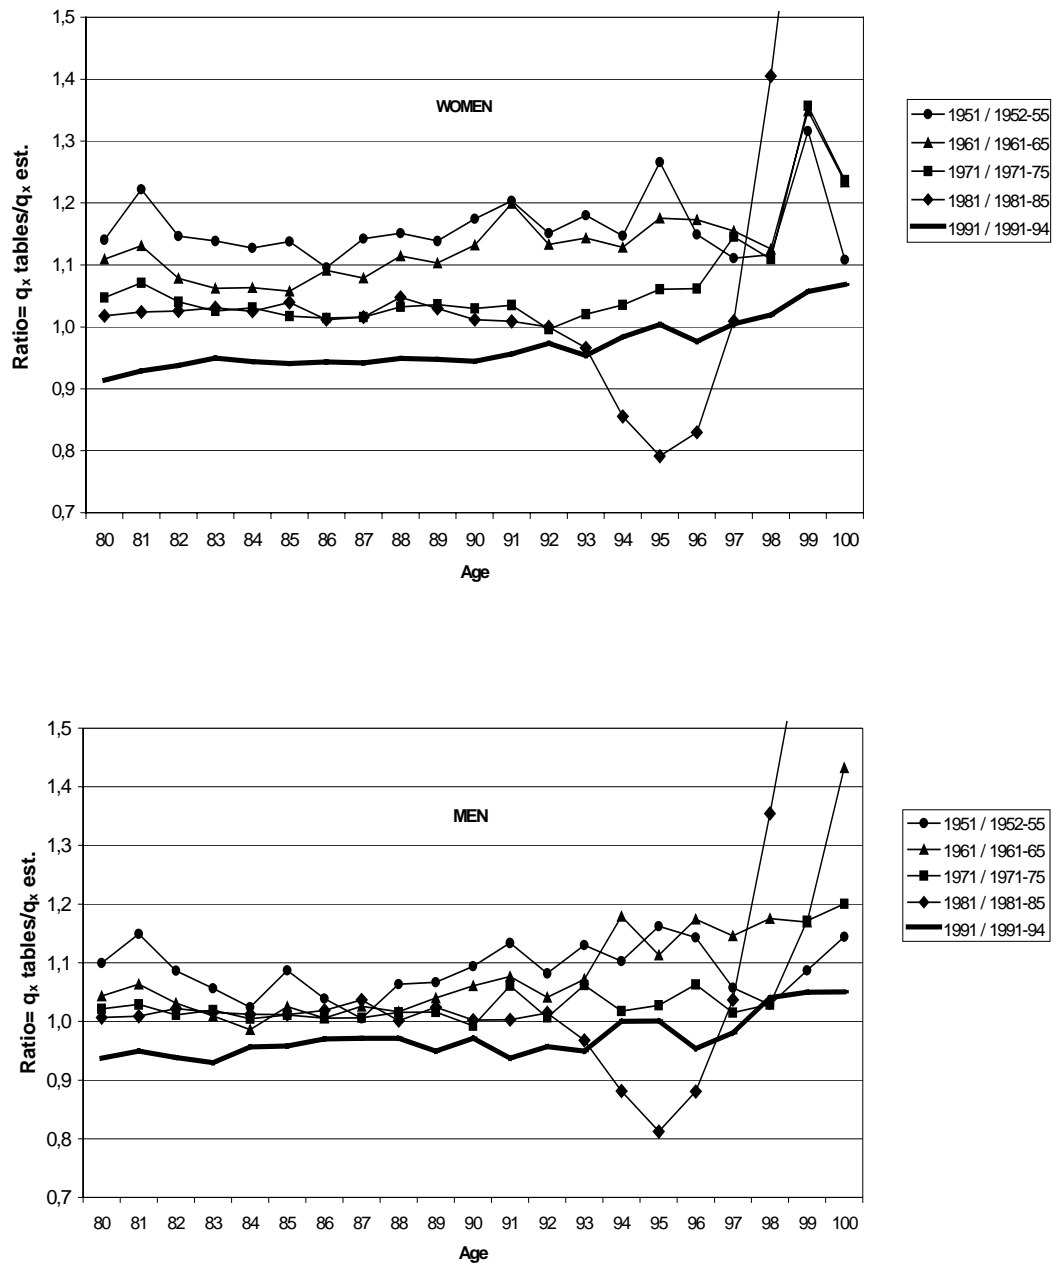 1,5
1,4
1,3
1,2
1,1
1,0
0,9
0,8
0,7
Ratio= qx tables/qx est.
WOMEN
80 81 82 83 84 85 86 87 88 89 90 91 92 93 94 95 96 97 98 99 100
Age
1951 / 1952-55
1961 / 1961-65
1971 / 1971-75
1981 / 1981-85
1991 / 1991-94
1,5
1,4
1,3
1,2
1,1
1,0
0,9
0,8
0,7
Ratio= qx tables/qx est.
MEN
80 81 82 83 84 85 86 87 88 89 90 91 92 93 94 95 96 97 98 99 100
Age
1951 / 1952-55
1961 / 1961-65
1971 / 1971-75
1981 / 1981-85
1991 / 1991-94